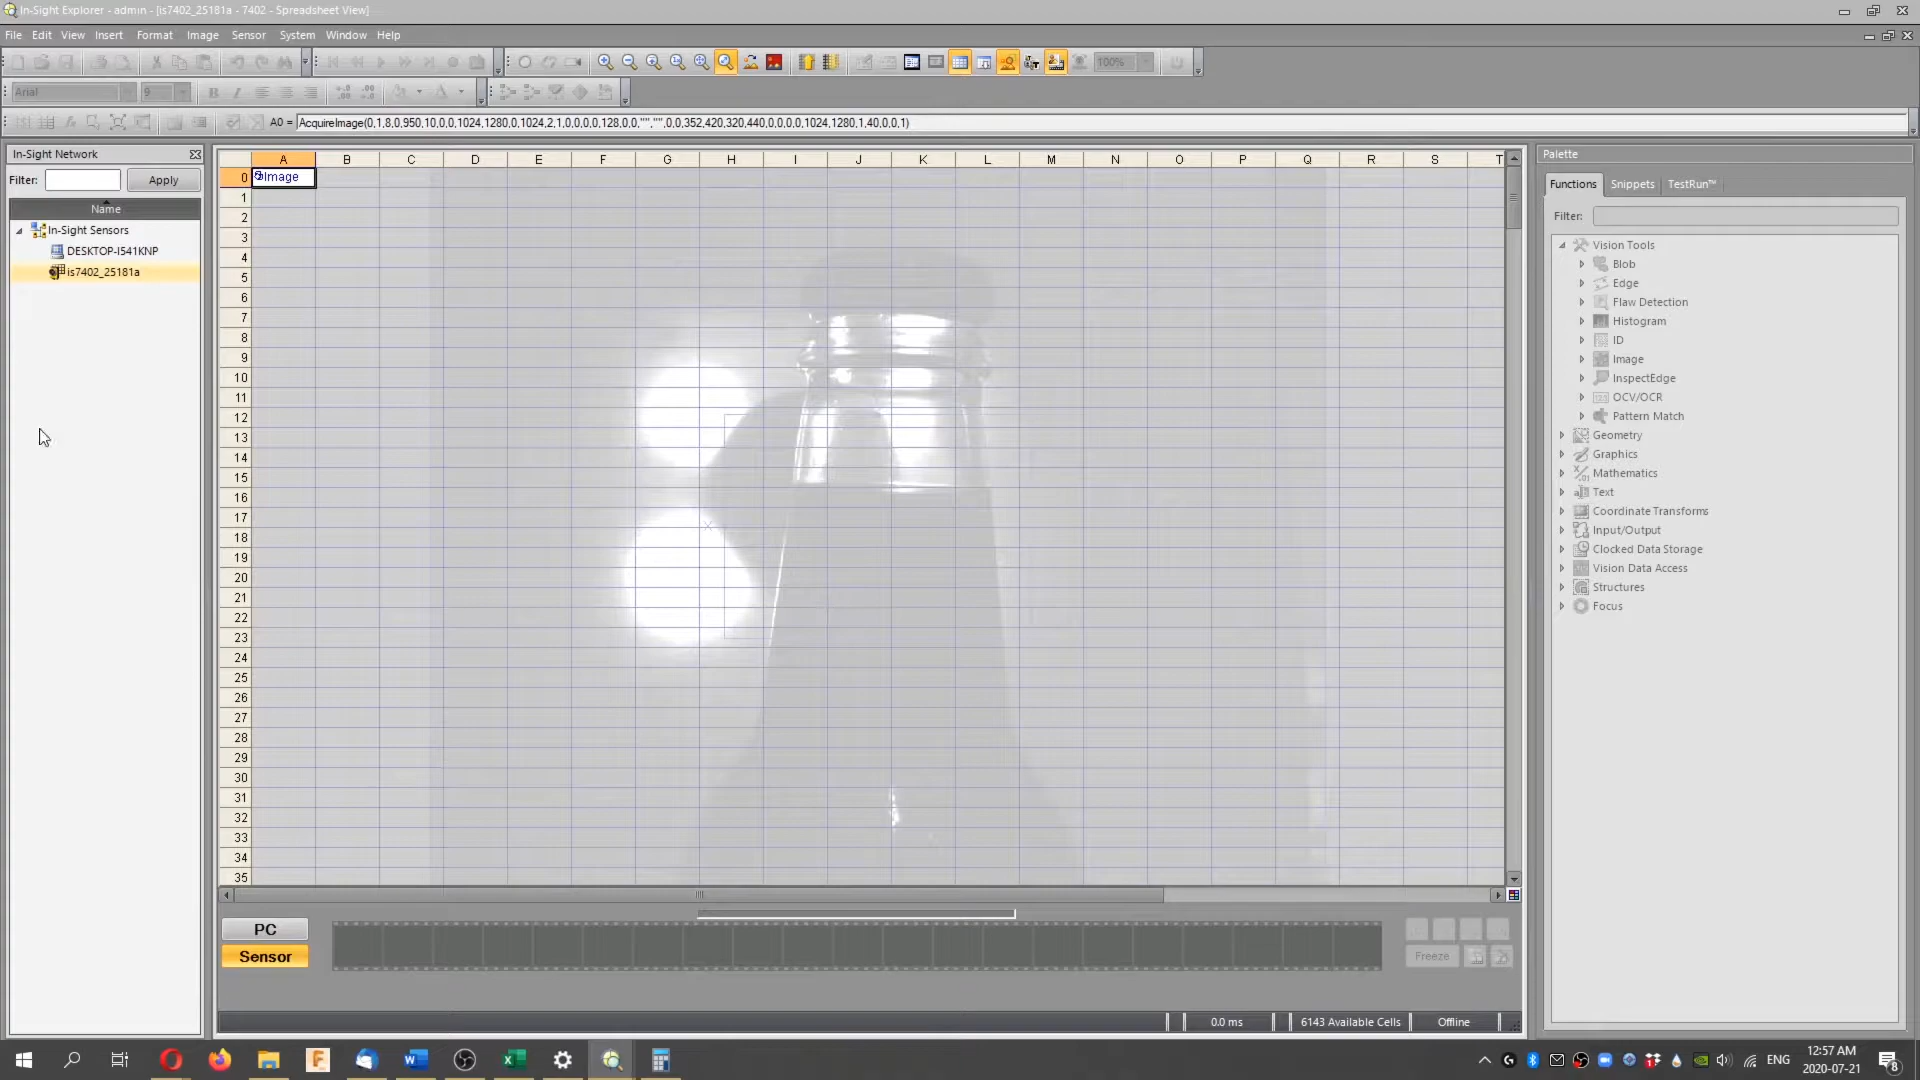 In-Sight Explorer - admin - [is7402_25181a - 7402 - Spreadsheet View]
File Edit View Insert Format Image Sensor System Window Help
100%
Arial 9
A0 = AcquireImage(0,1,8,0,950,10,0,0,1024,1280,0,1024,2,1,0,0,0,0,128,0,0,"","",0,0,352,420,320,440,0,0,0,0,1024,1280,1,40,0,0,1)
In-Sight Network
Filter: Apply
Name
In-Sight Sensors
DESKTOP-I541KNP
is7402_25181a
A B C D E F G H I J K L M N O P Q R S T
0 Image
1
2
3
4
5
6
7
8
9
10
11
12
13
14
15
16
17
18
19
20
21
22
23
24
25
26
27
28
29
30
31
32
33
34
35
PC
Sensor
Freeze
0.0 ms 6143 Available Cells Offline
Palette
Functions Snippets TestRun™
Filter:
Vision Tools
Blob
Edge
Flaw Detection
Histogram
ID
Image
InspectEdge
OCV/OCR
Pattern Match
Geometry
Graphics
Mathematics
Text
Coordinate Transforms
Input/Output
Clocked Data Storage
Vision Data Access
Structures
Focus
ENG
12:57 AM
2020-07-21
8